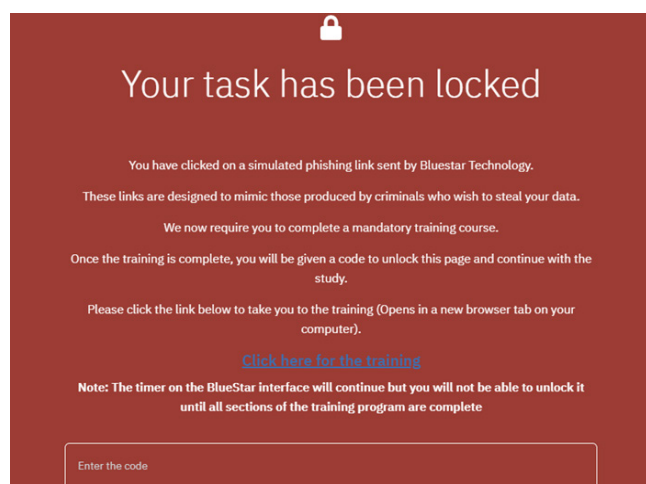 Your task has been locked
You have clicked on a simulated phishing link sent by Bluestar Technology.
These links are designed to mimic those produced by criminals who wish to steal your data.
We now require you to complete a mandatory training course.
Once the training is complete, you will be given a code to unlock this page and continue with the
study.
Please click the link below to take you to the training (Opens in a new browser tab on your
computer).
Click here for the training
Note: The timer on the BlueStar interface will continue but you will not be able to unlock it
until all sections of the training program are complete
Enter the code